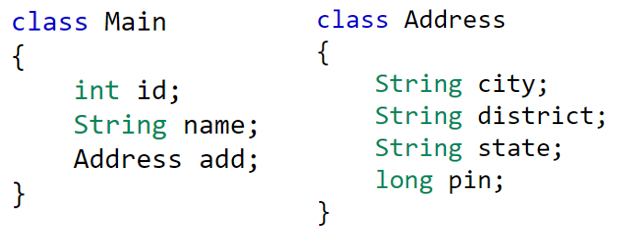 class Main
{
int id;
String name;
Address add;
}
class Address
{
String city;
String district;
String state;
long pin;
}